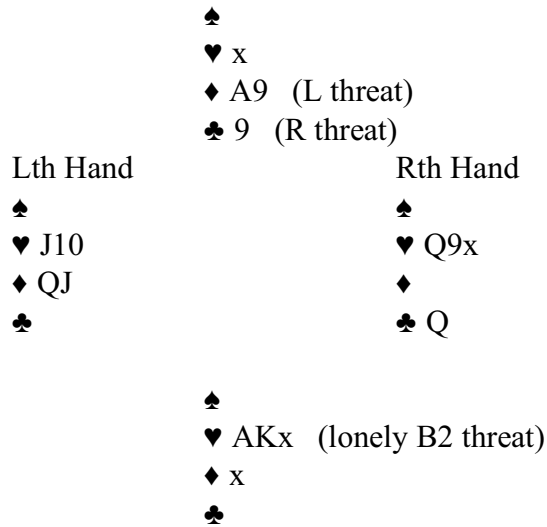 ♠
♥ x
♦ A9 (L threat)
♣ 9 (R threat)
Lth Hand Rth Hand
♠ ♠
♥ J10 ♥ Q9x
♦ QJ ♦
♣ ♣ Q
♠
♥ AKx (lonely B2 threat)
♦ x
♣